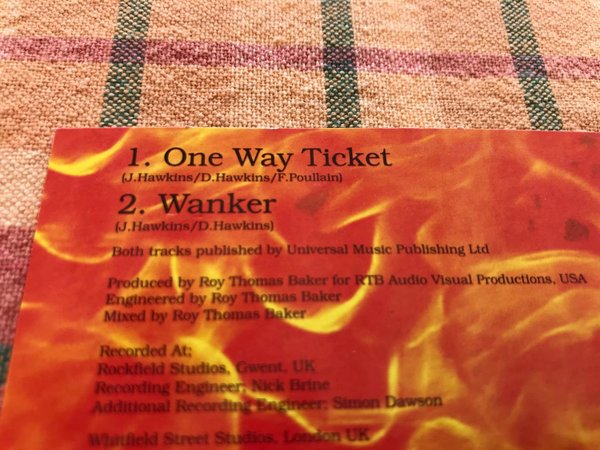 1. One Way Ticket
(J.Hawkins/D.Hawkins/F.Poullain)
2. Wanker
(J.Hawkins/D.Hawkins)
Both tracks published by Universal Music Publishing Ltd
Produced by Roy Thomas Baker for RTB Audio Visual Productions, USA
Engineered by Roy Thomas Baker
Mixed by Roy Thomas Baker
Recorded At;
Rockfield Studios, Gwent, UK
Recording Engineer; Nick Brine
Additional Recording Engineer; Simon Dawson
Whitfield Street Studios, London UK